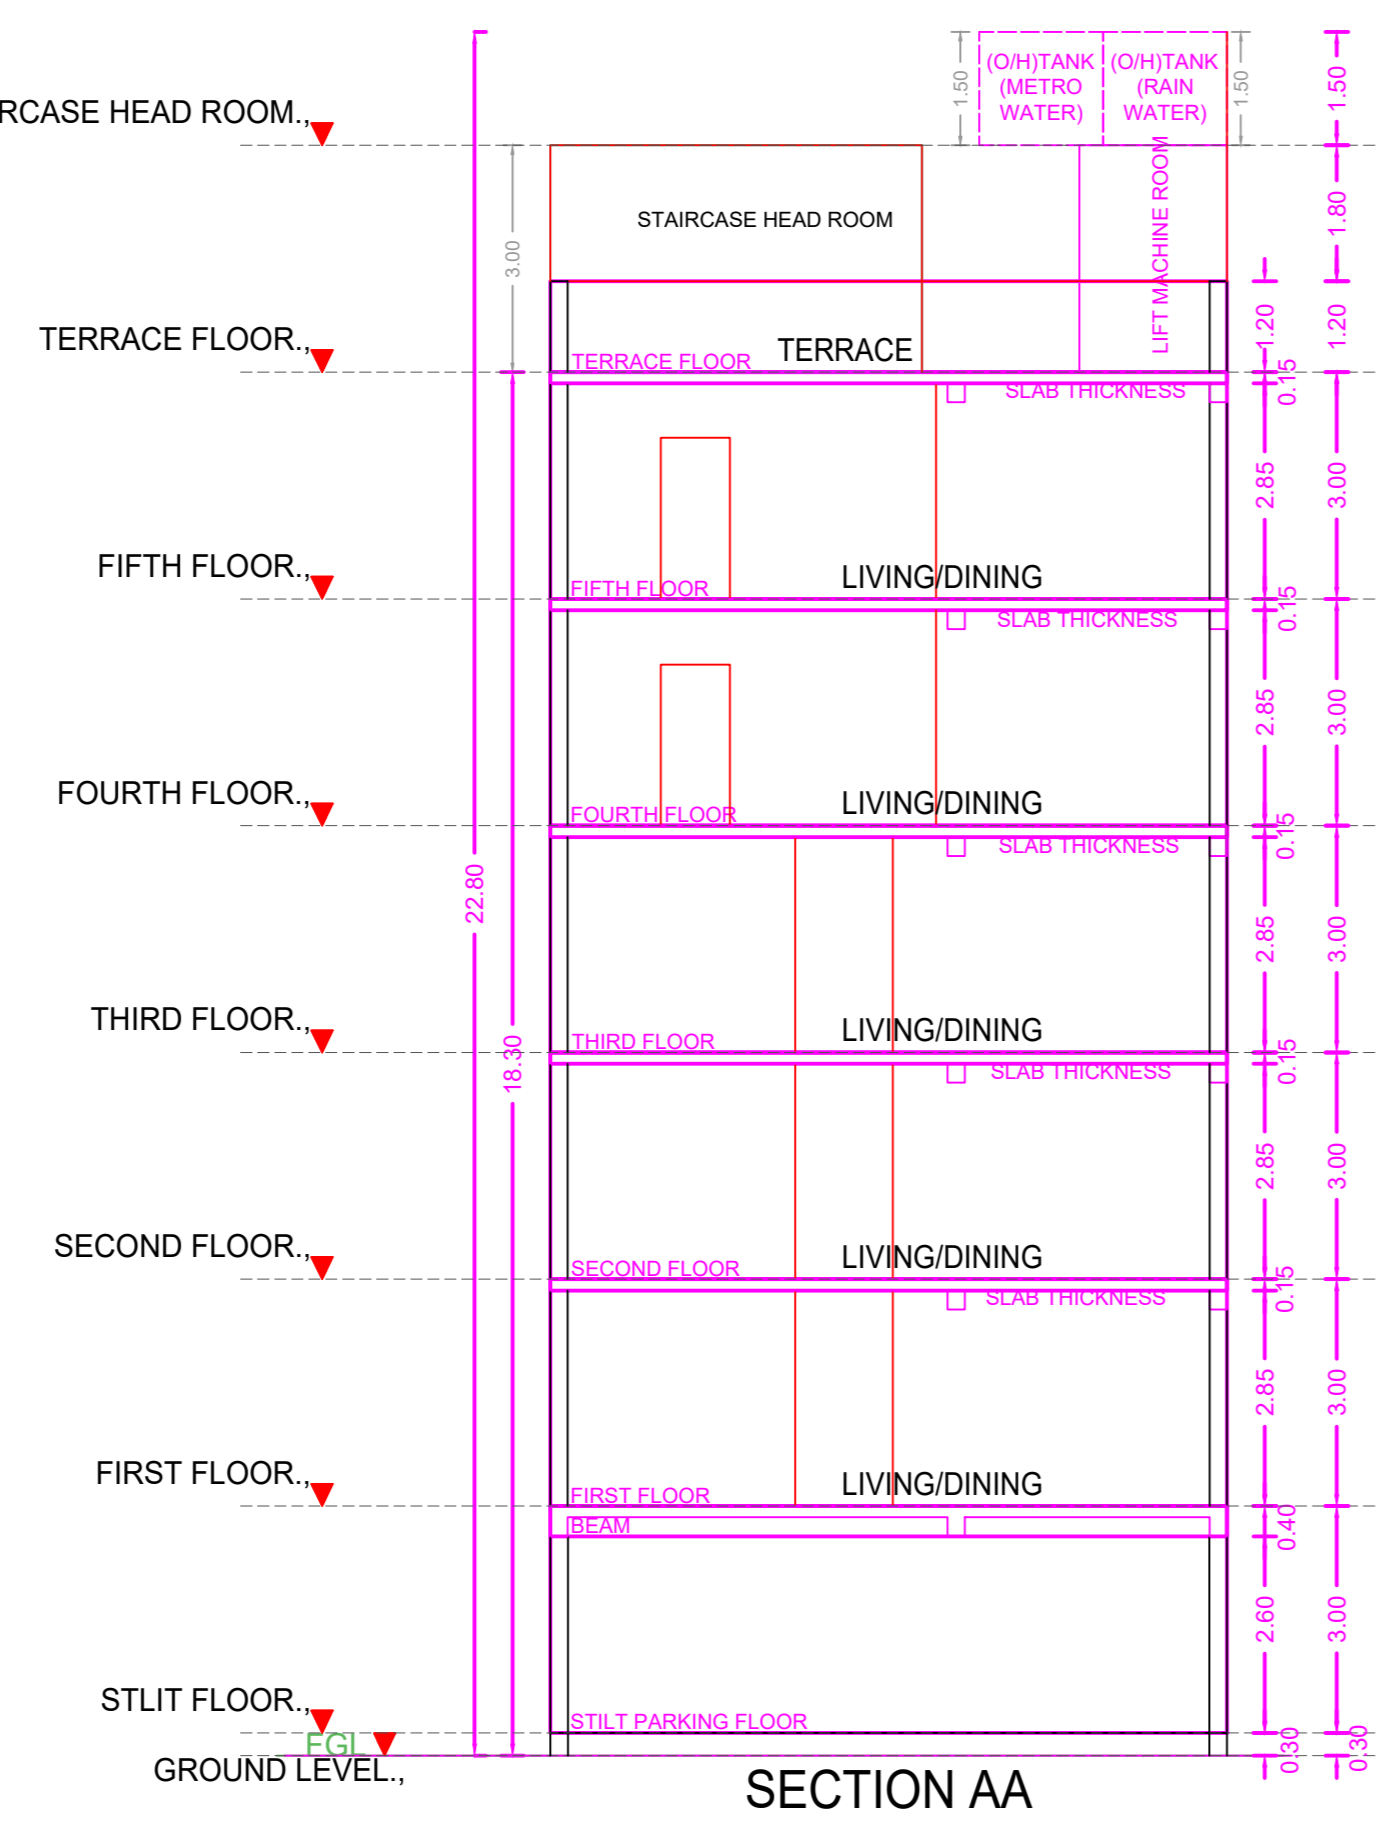 1.50
(O/H)TANK
(METRO
WATER)
(O/H)TANK
(RAIN
WATER)
1.50
1.50
RCASE HEAD ROOM.,
STAIRCASE HEAD ROOM
LIFT MACHINE ROOM
1.80
3.00
1.20
1.20
TERRACE FLOOR.,
TERRACE FLOOR
TERRACE
SLAB THICKNESS
0.15
2.85
3.00
FIFTH FLOOR.,
FIFTH FLOOR
LIVING/DINING
SLAB THICKNESS
0.15
2.85
3.00
FOURTH FLOOR.,
FOURTH FLOOR
LIVING/DINING
SLAB THICKNESS
0.15
22.80
2.85
3.00
THIRD FLOOR.,
THIRD FLOOR
LIVING/DINING
SLAB THICKNESS
0.15
18.30
2.85
3.00
SECOND FLOOR.,
SECOND FLOOR
LIVING/DINING
SLAB THICKNESS
0.15
2.85
3.00
FIRST FLOOR.,
FIRST FLOOR
LIVING/DINING
BEAM
0.40
2.60
3.00
STLIT FLOOR.,
STILT PARKING FLOOR
FGL
GROUND LEVEL.,
0.30
0.30
SECTION AA